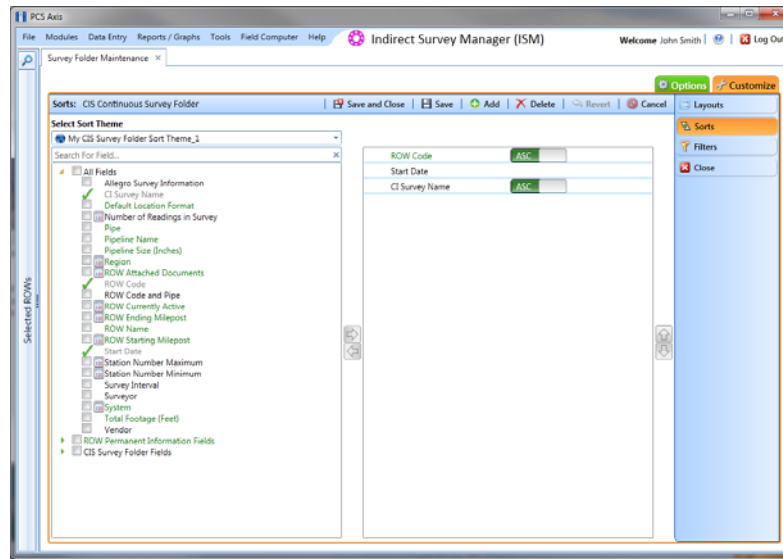 PCS Axis
File Modules Data Entry Reports / Graphs Tools Field Computer Help Indirect Survey Manager (ISM) Welcome John Smith Log Out
Survey Folder Maintenance
Options Customize
Sorts: CIS Continuous Survey Folder Save and Close Save Add Delete Revert Cancel Layouts
Select Sort Theme
Sorts
My CIS Survey Folder Sort Theme_1
Filters
Search For Field...
ROW Code ASC
Close
All Fields
Start Date
Allegro Survey Information
CI Survey Name
CI Survey Name ASC
Default Location Format
Number of Readings in Survey
Pipe
Pipeline Name
Pipeline Size (Inches)
Region
ROW Attached Documents
ROW Code
ROW Code and Pipe
ROW Currently Active
ROW Ending Milepost
ROW Name
ROW Starting Milepost
Start Date
Station Number Maximum
Station Number Minimum
Survey Interval
Surveyor
System
Total Footage (Feet)
Vendor
ROW Permanent Information Fields
CIS Survey Folder Fields
Selected ROWs